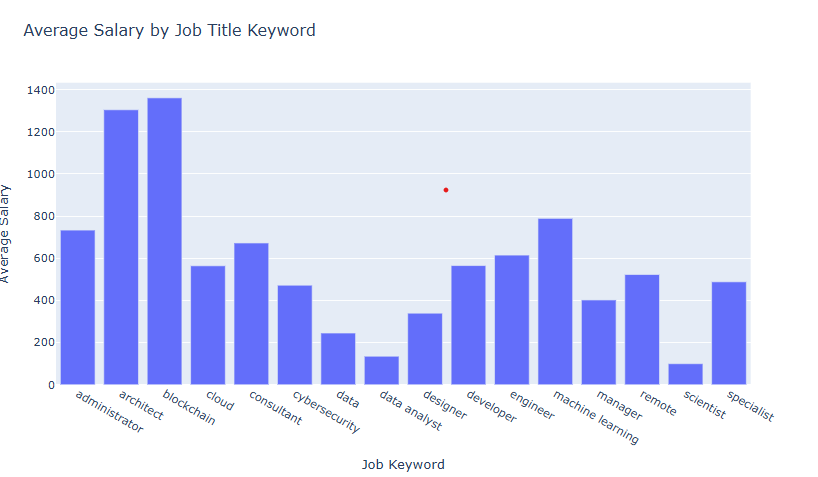 Average Salary by Job Title Keyword
Average Salary
1400
1200
1000
800
600
400
200
0
administrator
architect
blockchain
cloud
consultant
cybersecurity
data
data analyst
designer
developer
engineer
machine learning
manager
remote
scientist
specialist
Job Keyword